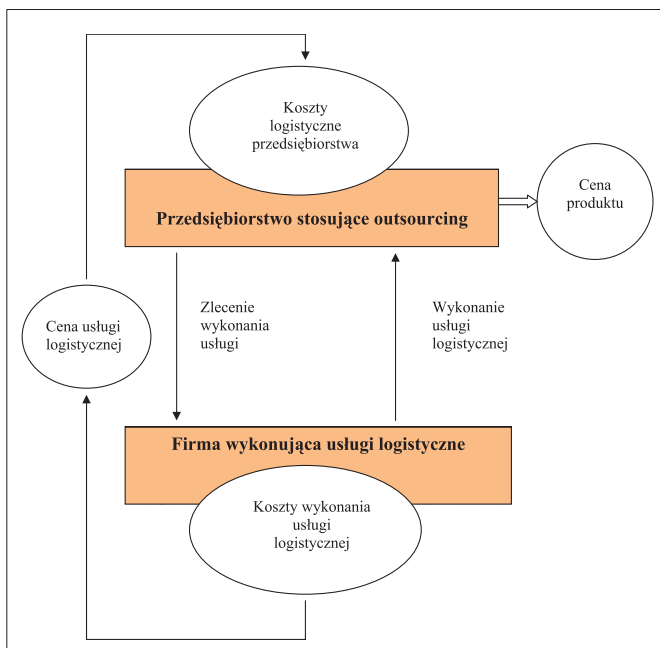 Koszty
logistyczne
przedsiębiorstwa
Przedsiębiorstwo stosujące outsourcing
Cena
produktu
Cena usługi
logistycznej
Zlecenie
wykonania
usługi
Wykonanie
usługi
logistycznej
Firma wykonująca usługi logistyczne
Koszty wykonania
usługi
logistycznej